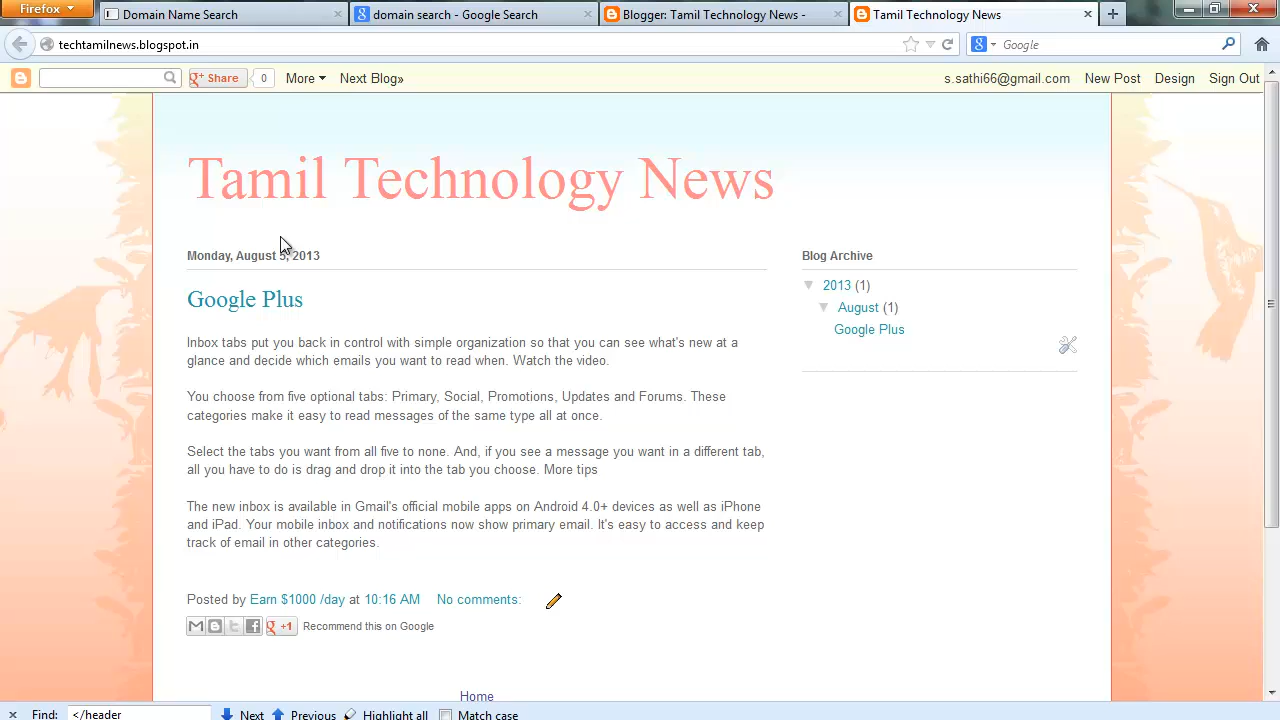 Firefox
Domain Name Search
domain search - Google Search
Blogger: Tamil Technology News -
Tamil Technology News
techtamilnews.blogspot.in
Google
Share
0
More
Next Blog»
s.sathi66@gmail.com
New Post
Design
Sign Out
Tamil Technology News
Monday, August 5, 2013
Google Plus
Inbox tabs put you back in control with simple organization so that you can see what's new at a
glance and decide which emails you want to read when. Watch the video.
You choose from five optional tabs: Primary, Social, Promotions, Updates and Forums. These
categories make it easy to read messages of the same type all at once.
Select the tabs you want from all five to none. And, if you see a message you want in a different tab,
all you have to do is drag and drop it into the tab you choose. More tips
The new inbox is available in Gmail's official mobile apps on Android 4.0+ devices as well as iPhone
and iPad. Your mobile inbox and notifications now show primary email. It's easy to access and keep
track of email in other categories.
Posted by Earn $1000 /day at 10:16 AM No comments:
+1 Recommend this on Google
Home
Blog Archive
2013 (1)
August (1)
Google Plus
Find: </header Next Previous Highlight all Match case